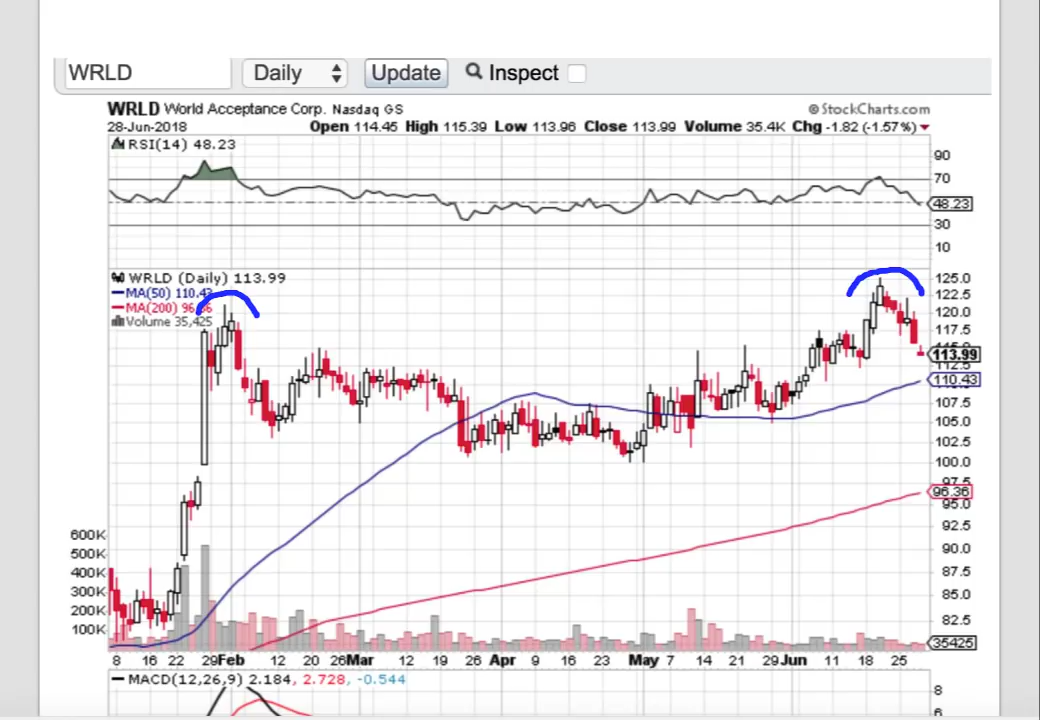 WRLD Daily Update Inspect
WRLD World Acceptance Corp. Nasdaq GS © StockCharts.com
28-Jun-2018 Open 114.45 High 115.39 Low 113.96 Close 113.99 Volume 35.4K Chg -1.82 (-1.57%)
RSI(14) 48.23
90
70
48.23
30
10
WRLD (Daily) 113.99
MA(50) 110.43
MA(200) 96.36
Volume 35,425
125.0
122.5
120.0
117.5
113.99
112.5
110.43
107.5
105.0
102.5
100.0
97.5
96.36
95.0
92.5
90.0
87.5
85.0
82.5
35425
600K
500K
400K
300K
200K
100K
8 16 22 29 Feb 12 20 26 Mar 12 19 26 Apr 9 16 23 May 7 14 21 29 Jun 11 18 25
MACD(12,26,9) 2.184, 2.728, -0.544
8
6